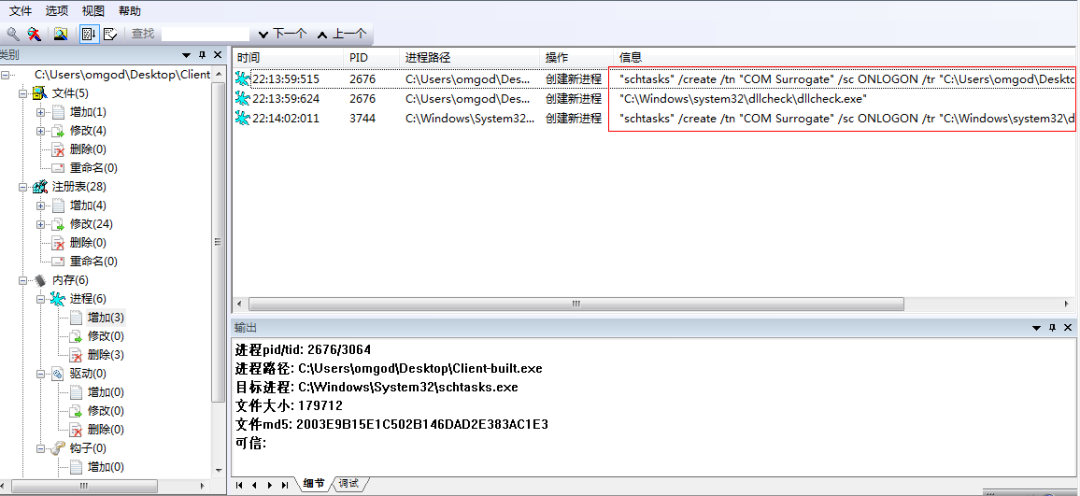 文件 选项 视图 帮助
查找 下一个 上一个
类别
C:\Users\omgod\Desktop\Client
文件(5)
增加(1)
修改(4)
删除(0)
重命名(0)
注册表(28)
增加(4)
修改(24)
删除(0)
重命名(0)
内存(6)
进程(6)
增加(3)
修改(0)
删除(3)
驱动(0)
增加(0)
修改(0)
删除(0)
钩子(0)
增加(0)
时间 PID 进程路径 操作 信息
22:13:59:515 2676 C:\Users\omgod\Des... 创建新进程 "schtasks" /create /tn "COM Surrogate" /sc ONLOGON /tr "C:\Users\omgod\Deskto
22:13:59:624 2676 C:\Users\omgod\Des... 创建新进程 "C:\Windows\system32\dllcheck\dllcheck.exe"
22:14:02:011 3744 C:\Windows\System32... 创建新进程 "schtasks" /create /tn "COM Surrogate" /sc ONLOGON /tr "C:\Windows\system32\d
输出
进程pid/tid: 2676/3064
进程路径: C:\Users\omgod\Desktop\Client-built.exe
目标进程: C:\Windows\System32\schtasks.exe
文件大小: 179712
文件md5: 2003E9B15E1C502B146DAD2E383AC1E3
可信:
细节 调试